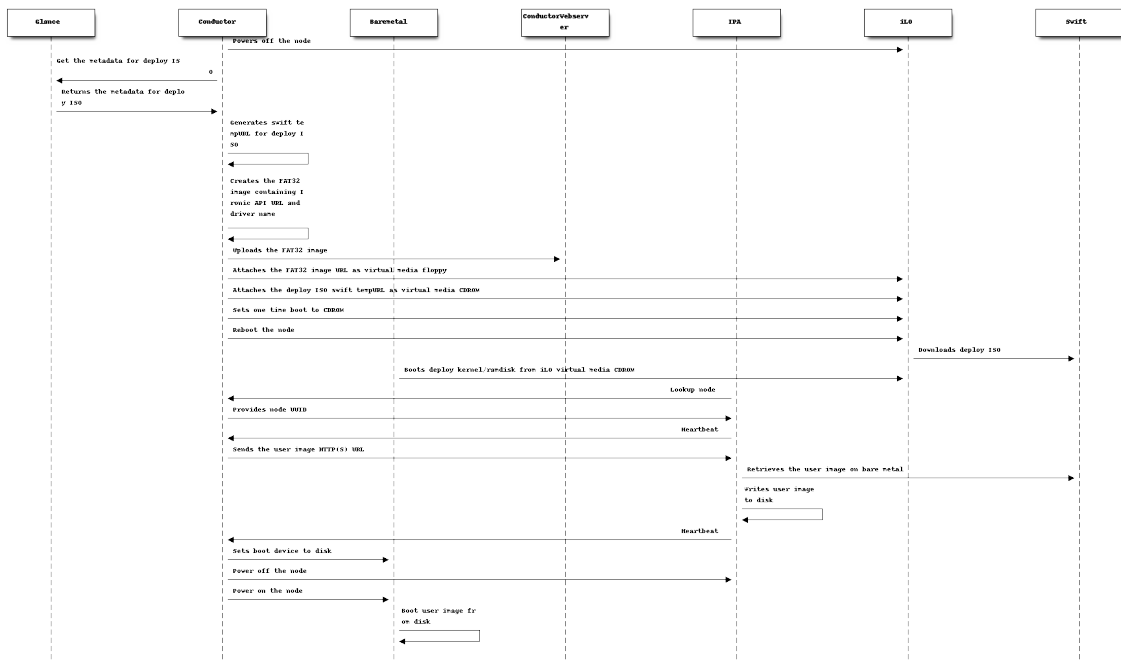 Glance
Conductor
Baremetal
ConductorWebserv
er
IPA
iLO
Swift
Powers off the node
Get the metadata for deploy IS
O
Returns the metadata for deplo
y ISO
Generates swift te
mpURL for deploy I
SO
Creates the FAT32
image containing I
ronic API URL and
driver name
Uploads the FAT32 image
Attaches the FAT32 image URL as virtual media floppy
Attaches the deploy ISO swift tempURL as virtual media CDROM
Sets one time boot to CDROM
Reboot the node
Downloads deploy ISO
Boots deploy kernel/ramdisk from iLO virtual media CDROM
Lookup node
Provides node UUID
Heartbeat
Sends the user image HTTP(S) URL
Retrieves the user image on bare metal
Writes user image
to disk
Heartbeat
Sets boot device to disk
Power off the node
Power on the node
Boot user image fr
om disk